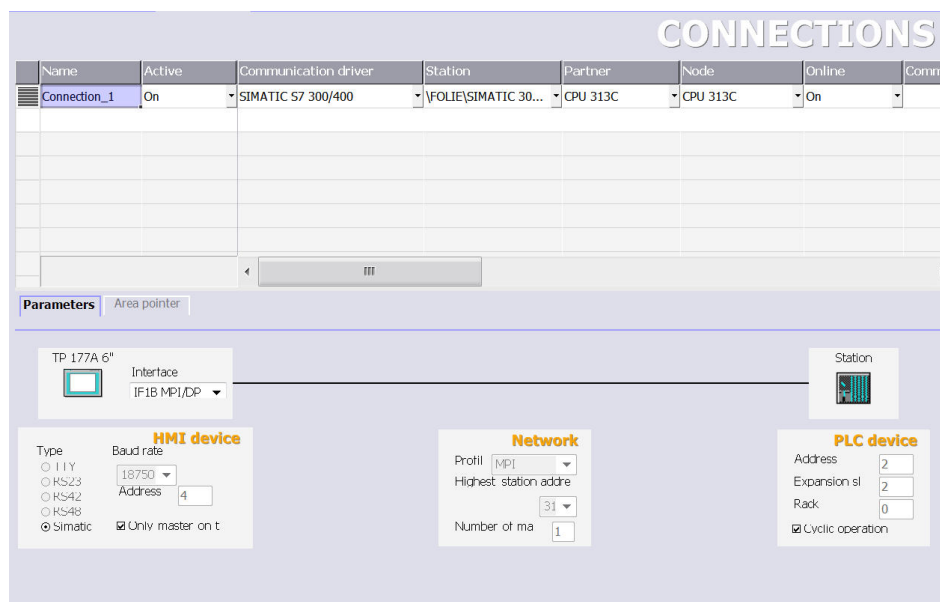 CONNECTIONS
Name Active Communication driver Station Partner Node Online Comm
Connection_1 On SIMATIC S7 300/400 \FOLIE\SIMATIC 30... CPU 313C CPU 313C On
Parameters Area pointer
TP 177A 6"
Interface
IF1B MPI/DP
Station
HMI device
Type Baud rate
TTY
18750
RS23
Address 4
RS42
RS48
Simatic Only master on t
Network
Profil MPI
Highest station addre
31
Number of ma 1
PLC device
Address 2
Expansion sl 2
Rack 0
Cyclic operation